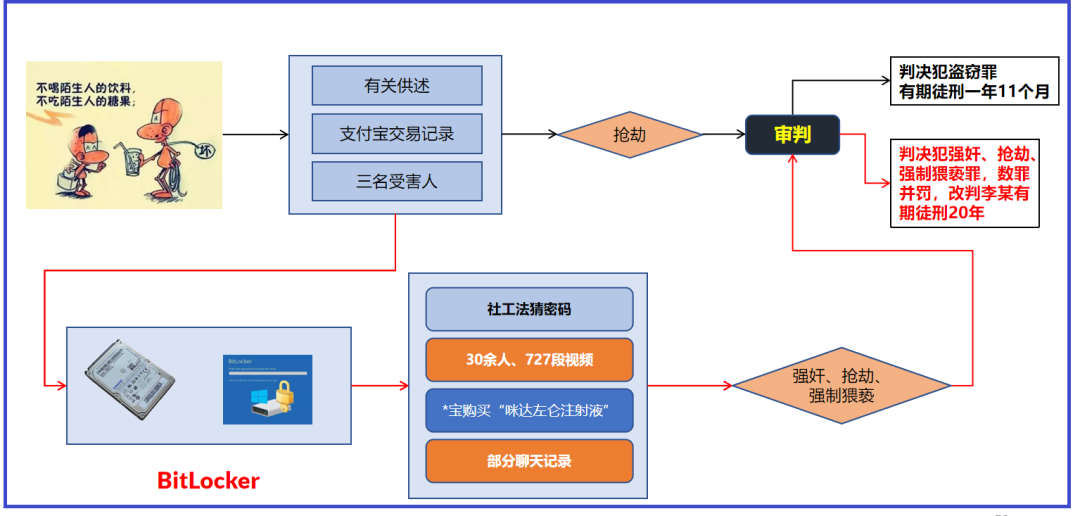 不喝陌生人的饮料,
不吃陌生人的糖果;
坏
有关供述
支付宝交易记录
三名受害人
抢劫
审判
判决犯盗窃罪
有期徒刑一年11个月
判决犯强奸、抢劫、
强制猥亵罪，数罪
并罚，改判李某有
期徒刑20年
BitLocker
BitLocker
社工法猜密码
30余人、727段视频
*宝购买“咪达左仑注射液”
部分聊天记录
强奸、抢劫、
强制猥亵